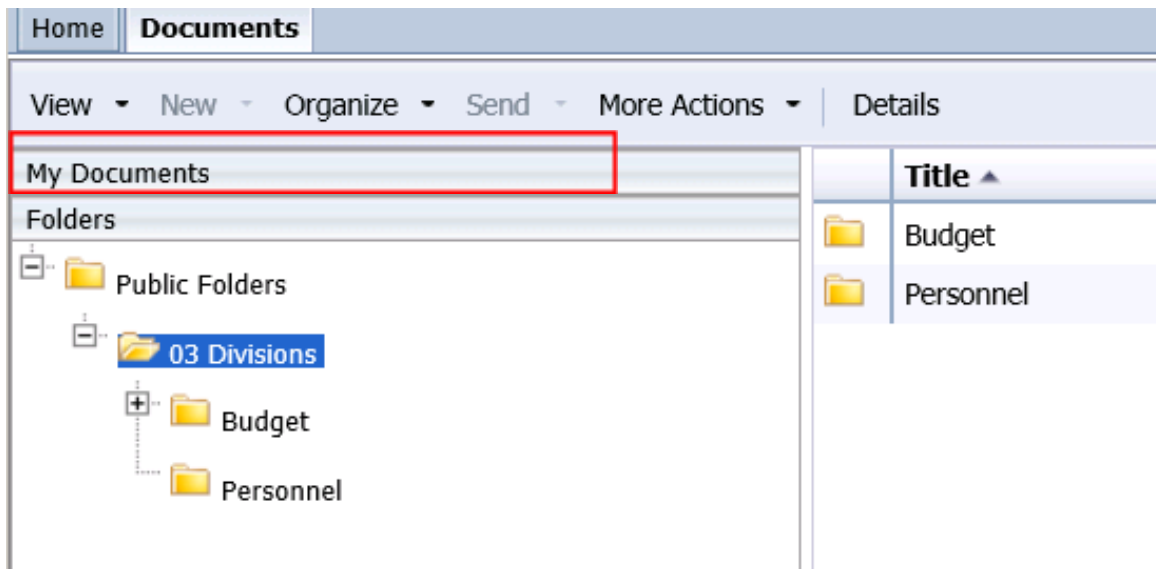 Home Documents
View New Organize Send More Actions Details
My Documents
Title
Folders
Budget
Public Folders
Personnel
03 Divisions
Budget
Personnel